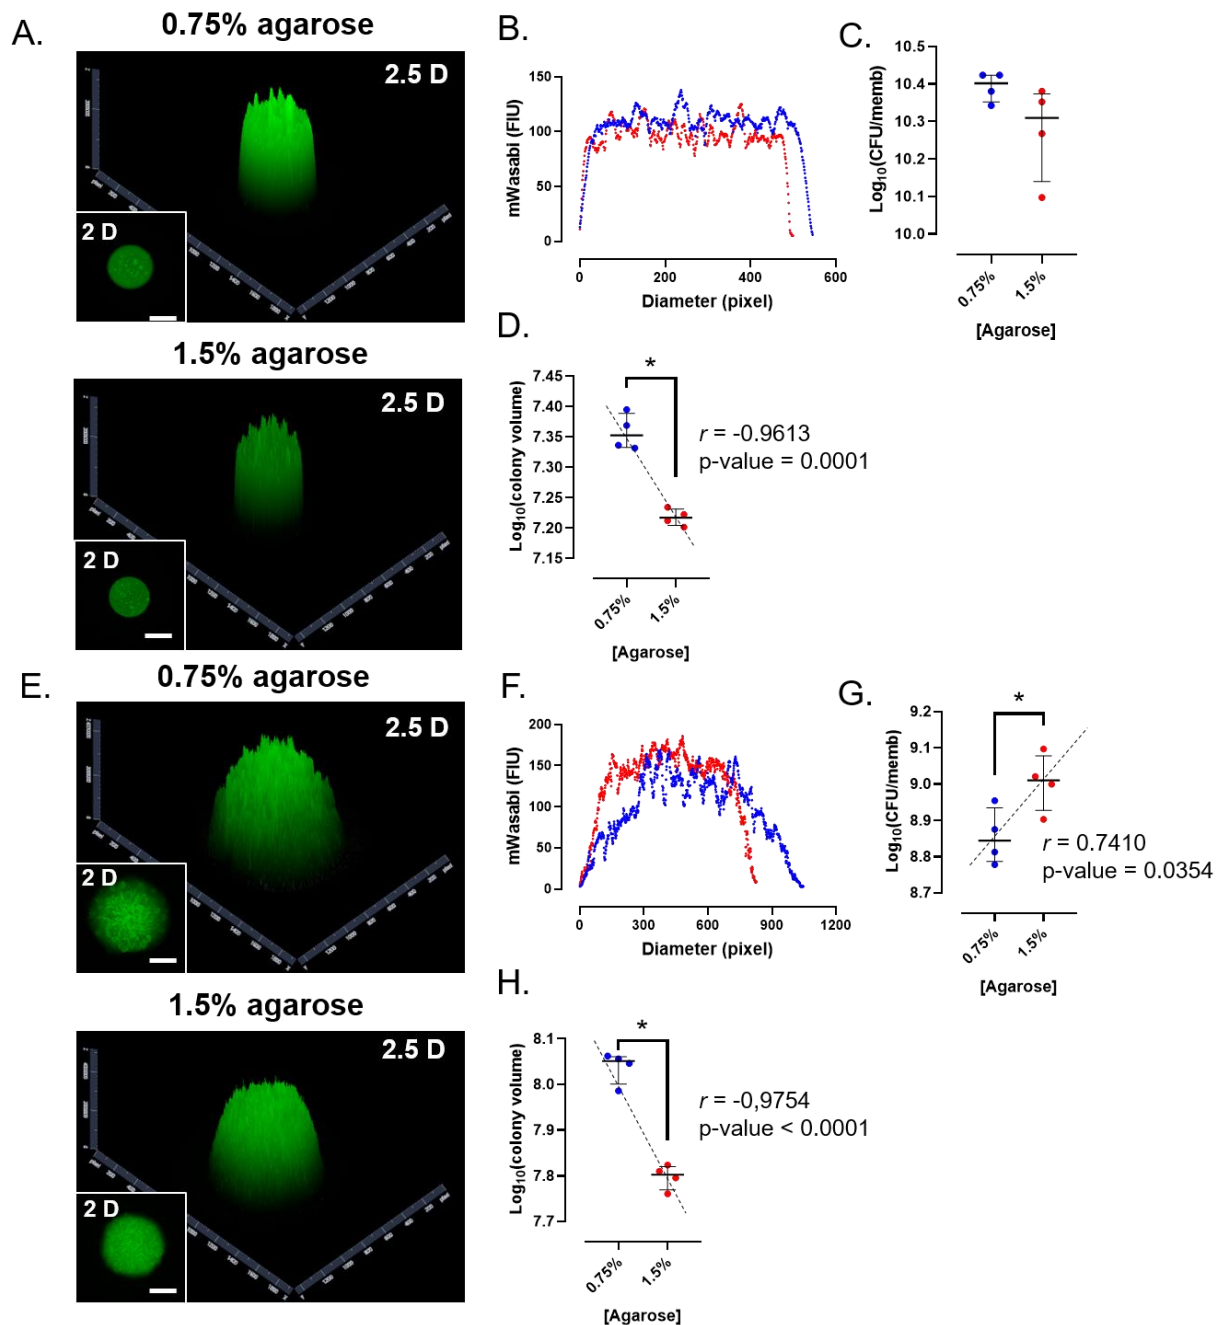 A.
0.75% agarose
2.5 D
2 D
1.5% agarose
2.5 D
2 D
B.
mWasabi (FIU)
150
100
50
0
0
200
400
600
Diameter (pixel)
C.
Log10(CFU/memb)
10.5
10.4
10.3
10.2
10.1
10.0
0.75%
1.5%
[Agarose]
D.
Log10(colony volume)
7.45
7.40
7.35
7.30
7.25
7.20
7.15
*
r = -0.9613
p-value = 0.0001
0.75%
1.5%
[Agarose]
E.
0.75% agarose
2.5 D
2 D
1.5% agarose
2.5 D
2 D
F.
mWasabi (FIU)
200
150
100
50
0
0
300
600
900
1200
Diameter (pixel)
G.
Log10(CFU/memb)
9.2
9.1
9.0
8.9
8.8
8.7
*
r = 0.7410
p-value = 0.0354
0.75%
1.5%
[Agarose]
H.
Log10(colony volume)
8.1
8.0
7.9
7.8
7.7
*
r = -0,9754
p-value < 0.0001
0.75%
1.5%
[Agarose]